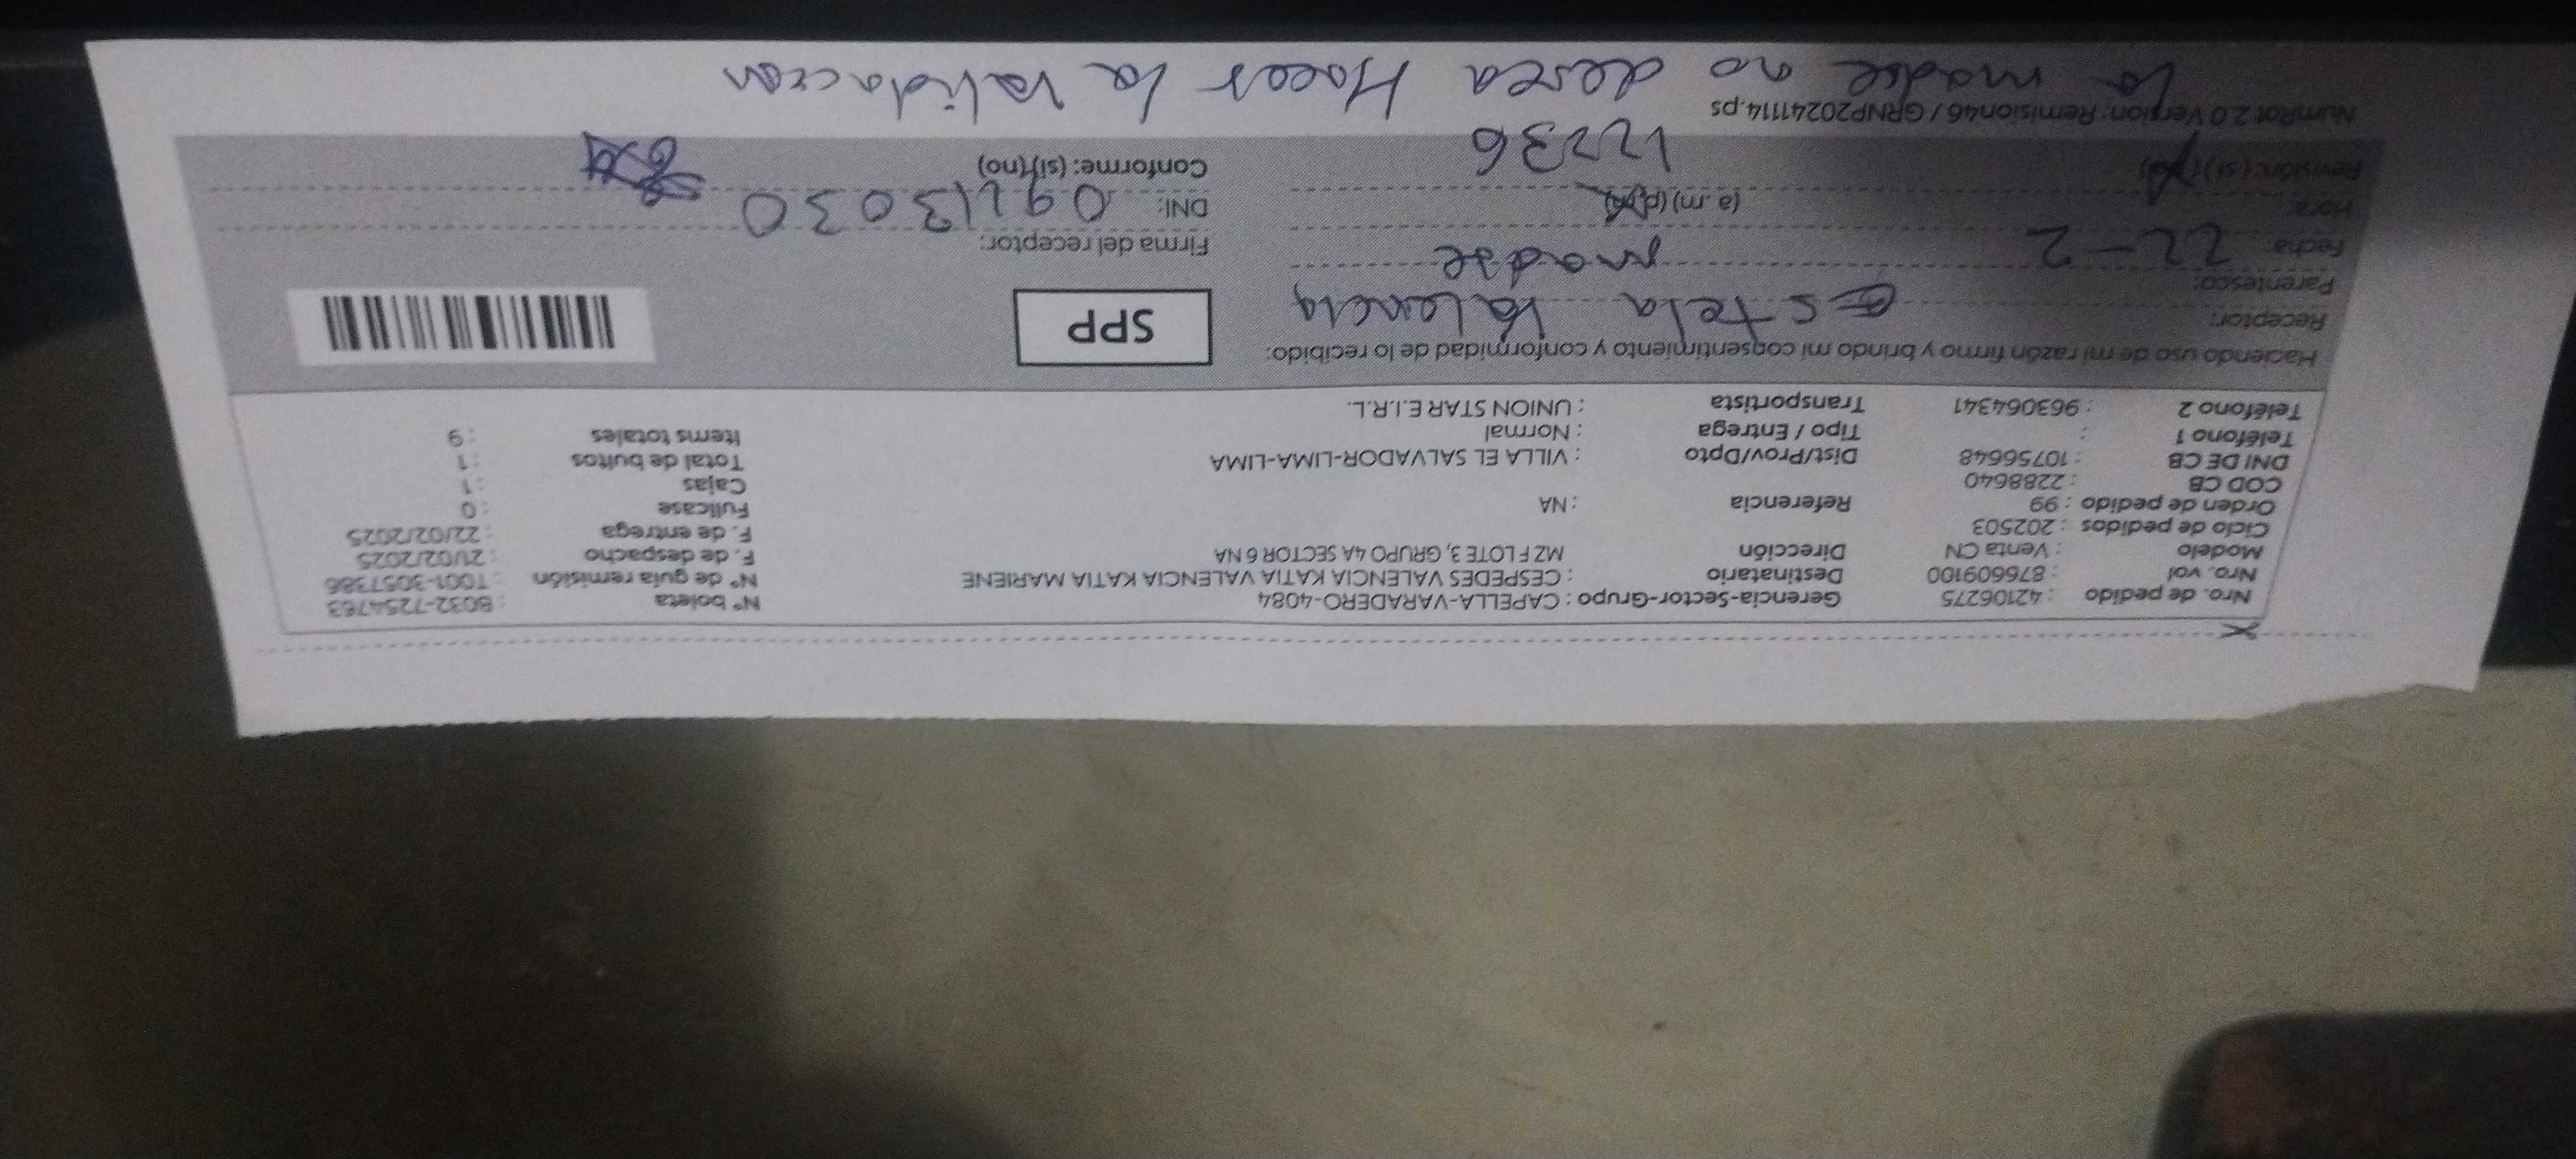 Nro. de pedido : 42106275 Gerencia-Sector-Grupo : CAPELLA-VARADERO-4084 N° boleta : B032-7254763
Nro. vol : 876609100 Destinatario : CESPEDES VALENCIA KATIA VALENCIA KATIA MARIENE N° de guía remisión : T001-3057386
Modelo : Venta CN Dirección MZ F LOTE 3, GRUPO 4A SECTOR 6 NA F. de despacho : 21/02/2025
Ciclo de pedidos : 202503 F. de entrega : 22/02/2025
Orden de pedido : 99 Referencia : NA Fullcase : 0
COD CB : 2288640 Cajas : 1
DNI DE CB : 10756648 Dist/Prov/Dpto : VILLA EL SALVADOR-LIMA-LIMA Total de bultos : 1
Teléfono 1 : Tipo / Entrega : Normal Items totales : 9
Teléfono 2 : 963064341 Transportista : UNION STAR E.I.R.L.
Haciendo uso de mi razón firmo y brindo mi consentimiento y conformidad de lo recibido:
Receptor: Estela Valencia SPP
Parentesco: madre
Fecha: 22-2 Firma del receptor:
Hora: (a.m) (p.m) DNI:
Revisión: (si) (no) 12236 Conforme: (si)(no)
NumRot 2.0 Version: Remision46 / GRNP20241114.ps
la madre no desea Hacer la validacion